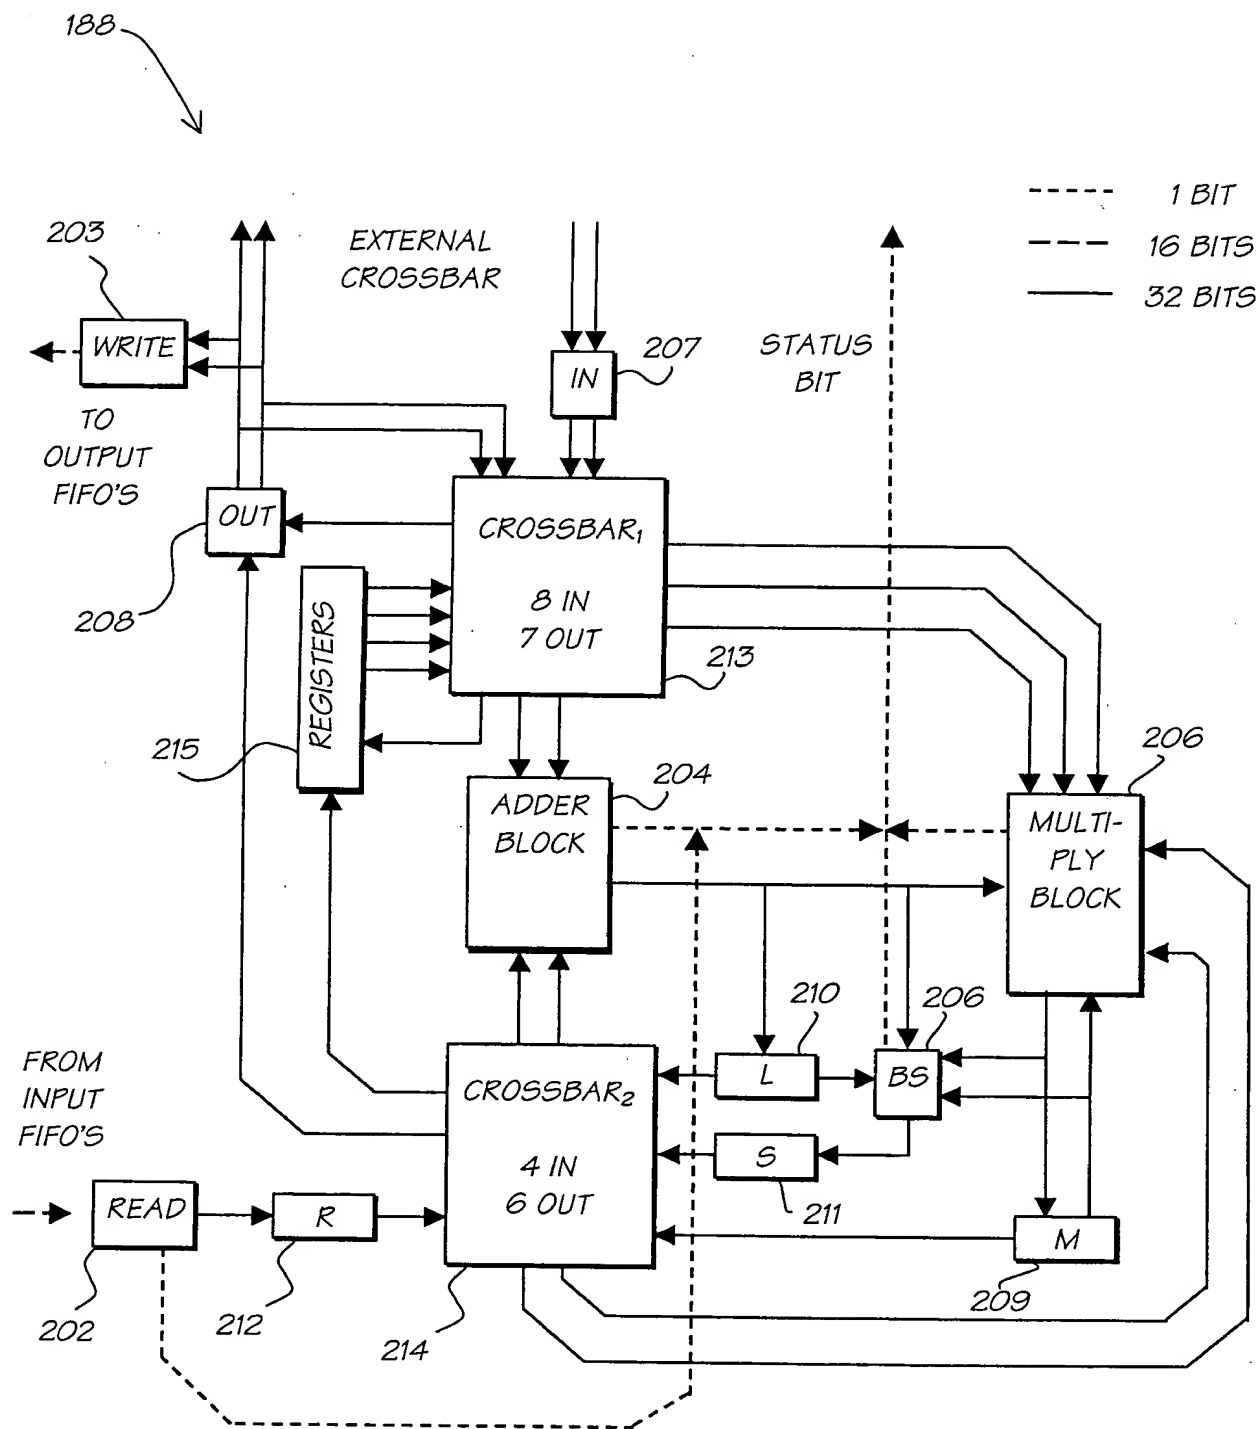 188
1 BIT
16 BITS
32 BITS
203
EXTERNAL
CROSSBAR
WRITE
207
IN
STATUS
BIT
TO
OUTPUT
FIFO'S
OUT
208
CROSSBAR1
8 IN
7 OUT
213
REGISTERS
215
204
ADDER
BLOCK
206
MULTI-
PLY
BLOCK
210
206
L
BS
FROM
INPUT
FIFO'S
CROSSBAR2
4 IN
6 OUT
S
211
READ
R
M
202
212
214
209